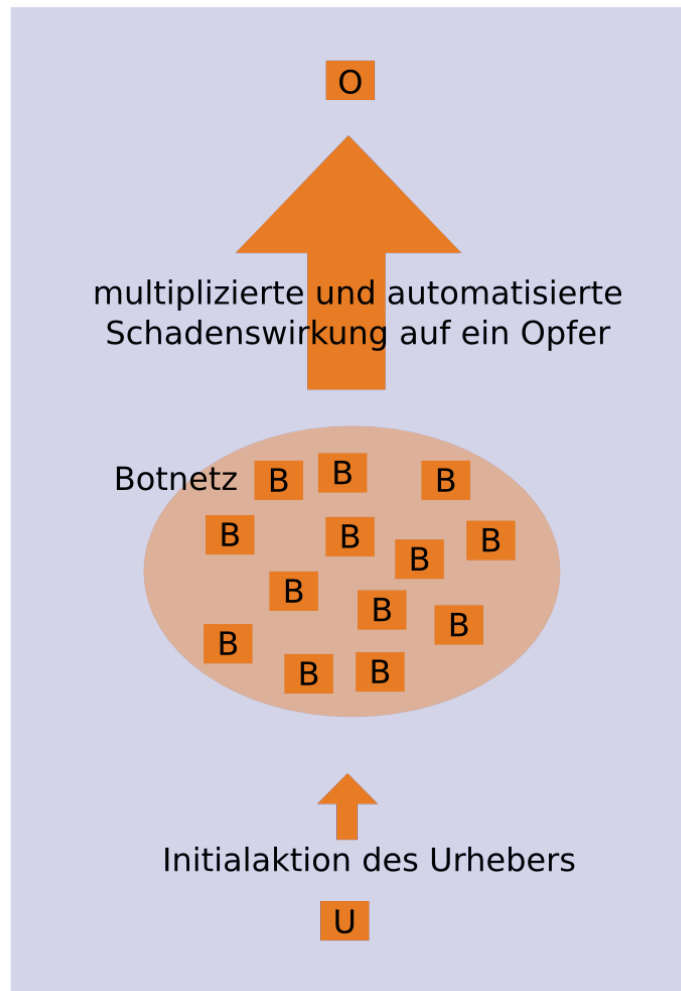 O
multiplizierte und automatisierte
Schadenswirkung auf ein Opfer
Botnetz B B B
B B B B
B B B
B B B
Initialaktion des Urhebers
U